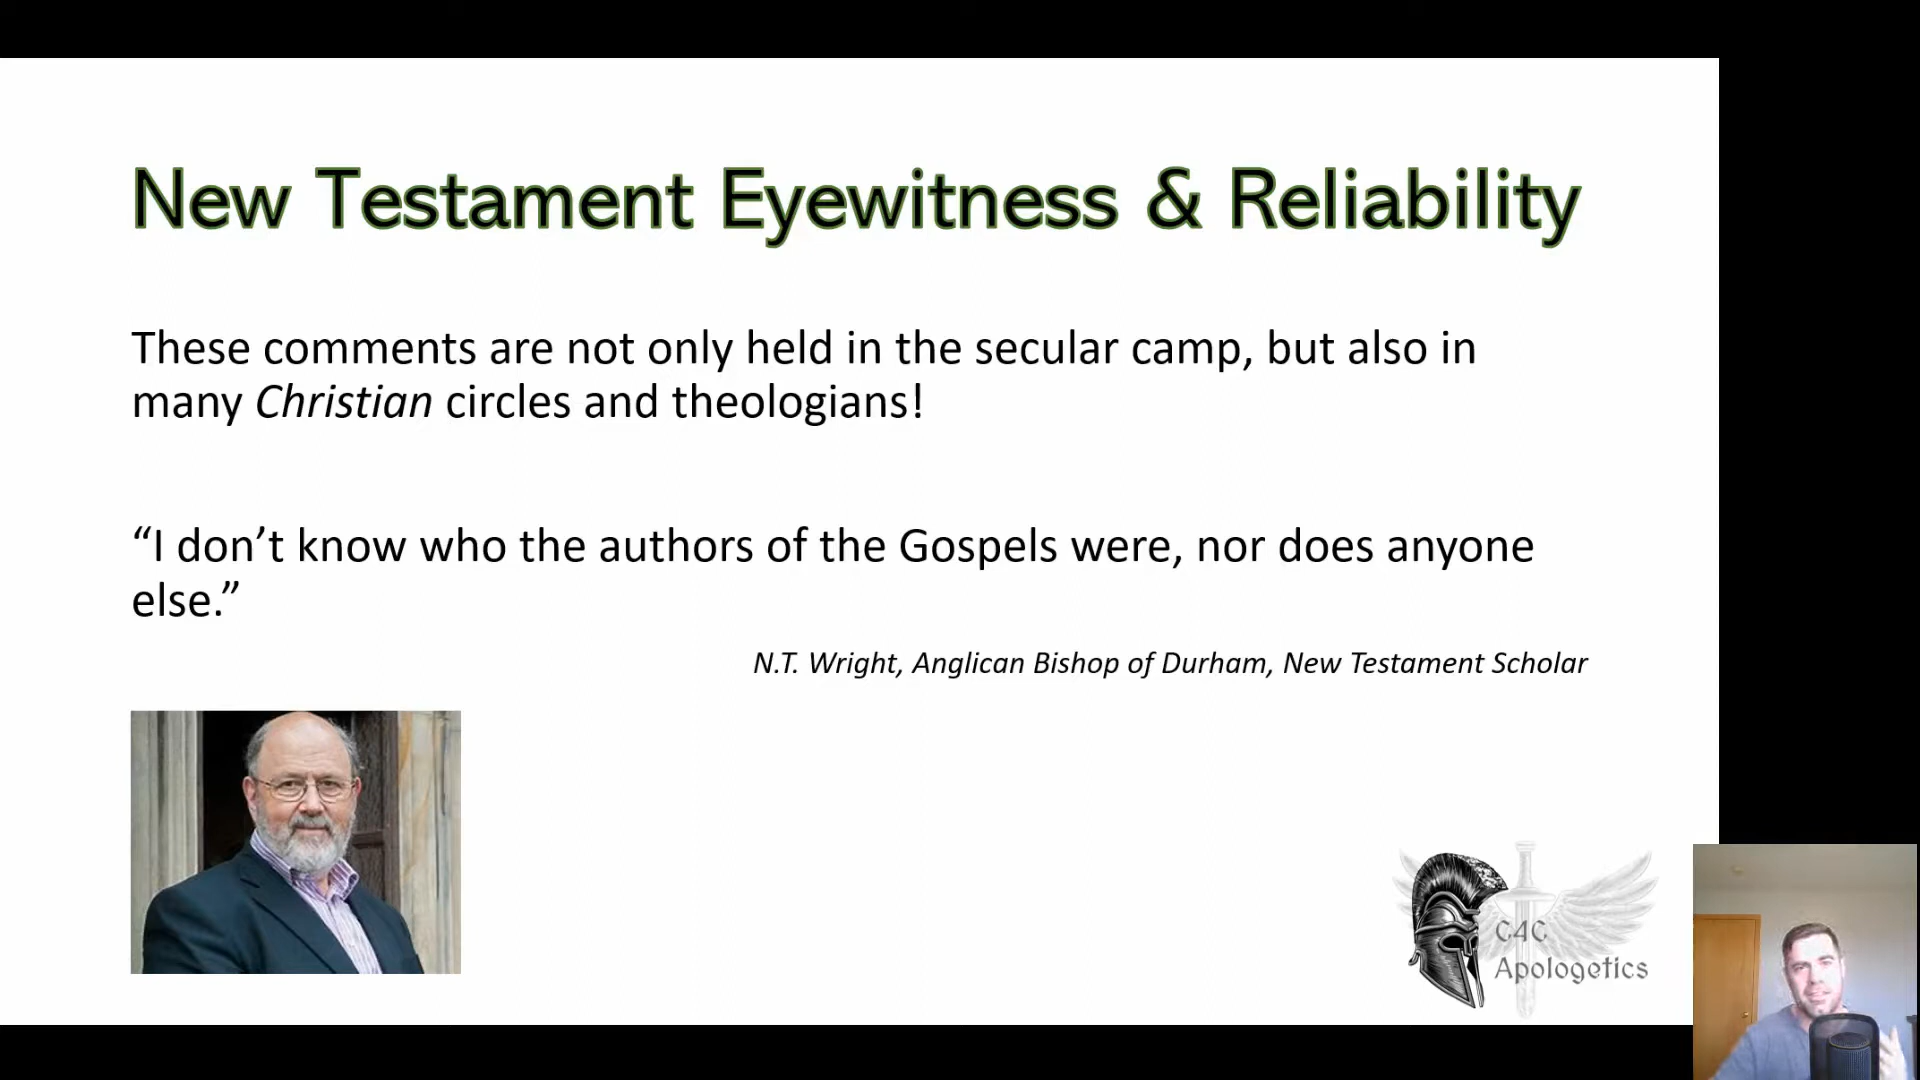 New Testament Eyewitness & Reliability
These comments are not only held in the secular camp, but also in
many Christian circles and theologians!
“I don’t know who the authors of the Gospels were, nor does anyone
else.”
N.T. Wright, Anglican Bishop of Durham, New Testament Scholar
C4C
Apologetics